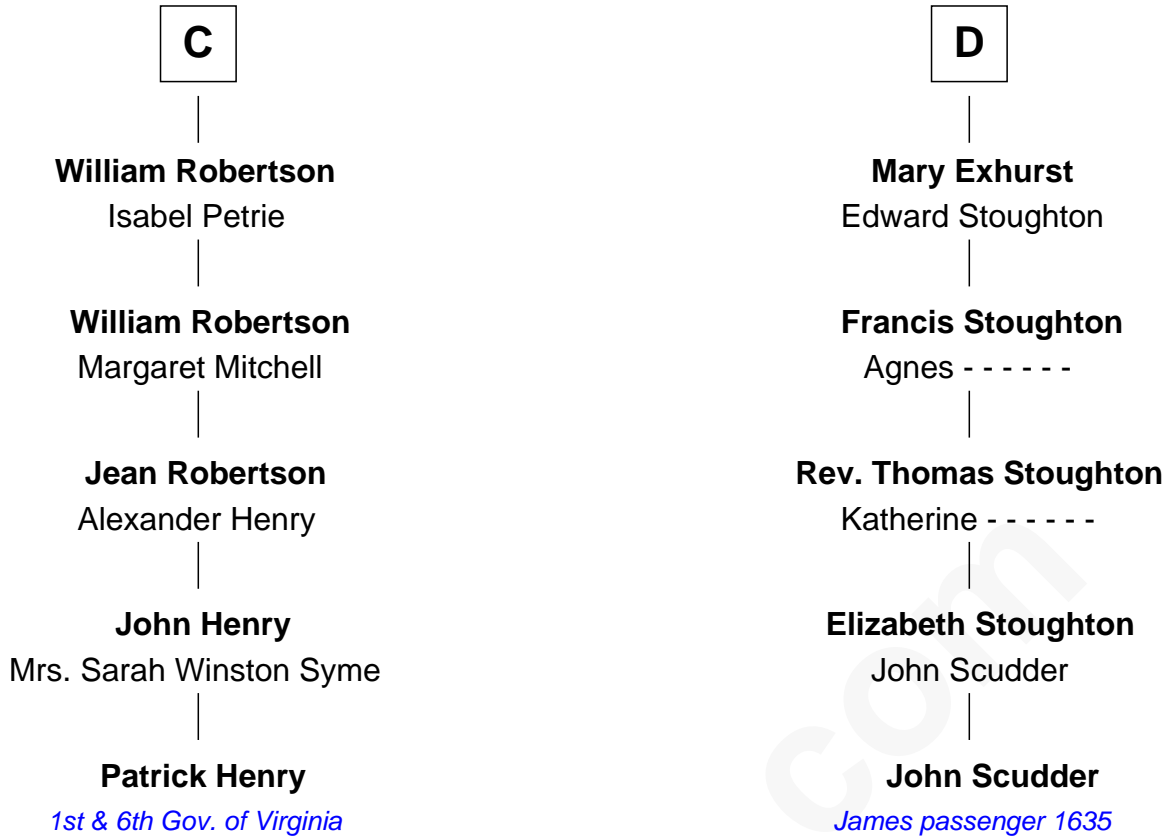 C
William Robertson
Isabel Petrie
William Robertson
Margaret Mitchell
Jean Robertson
Alexander Henry
John Henry
Mrs. Sarah Winston Syme
Patrick Henry
1st & 6th Gov. of Virginia
D
Mary Exhurst
Edward Stoughton
Francis Stoughton
Agnes - - - - - -
Rev. Thomas Stoughton
Katherine - - - - - -
Elizabeth Stoughton
John Scudder
John Scudder
James passenger 1635
com